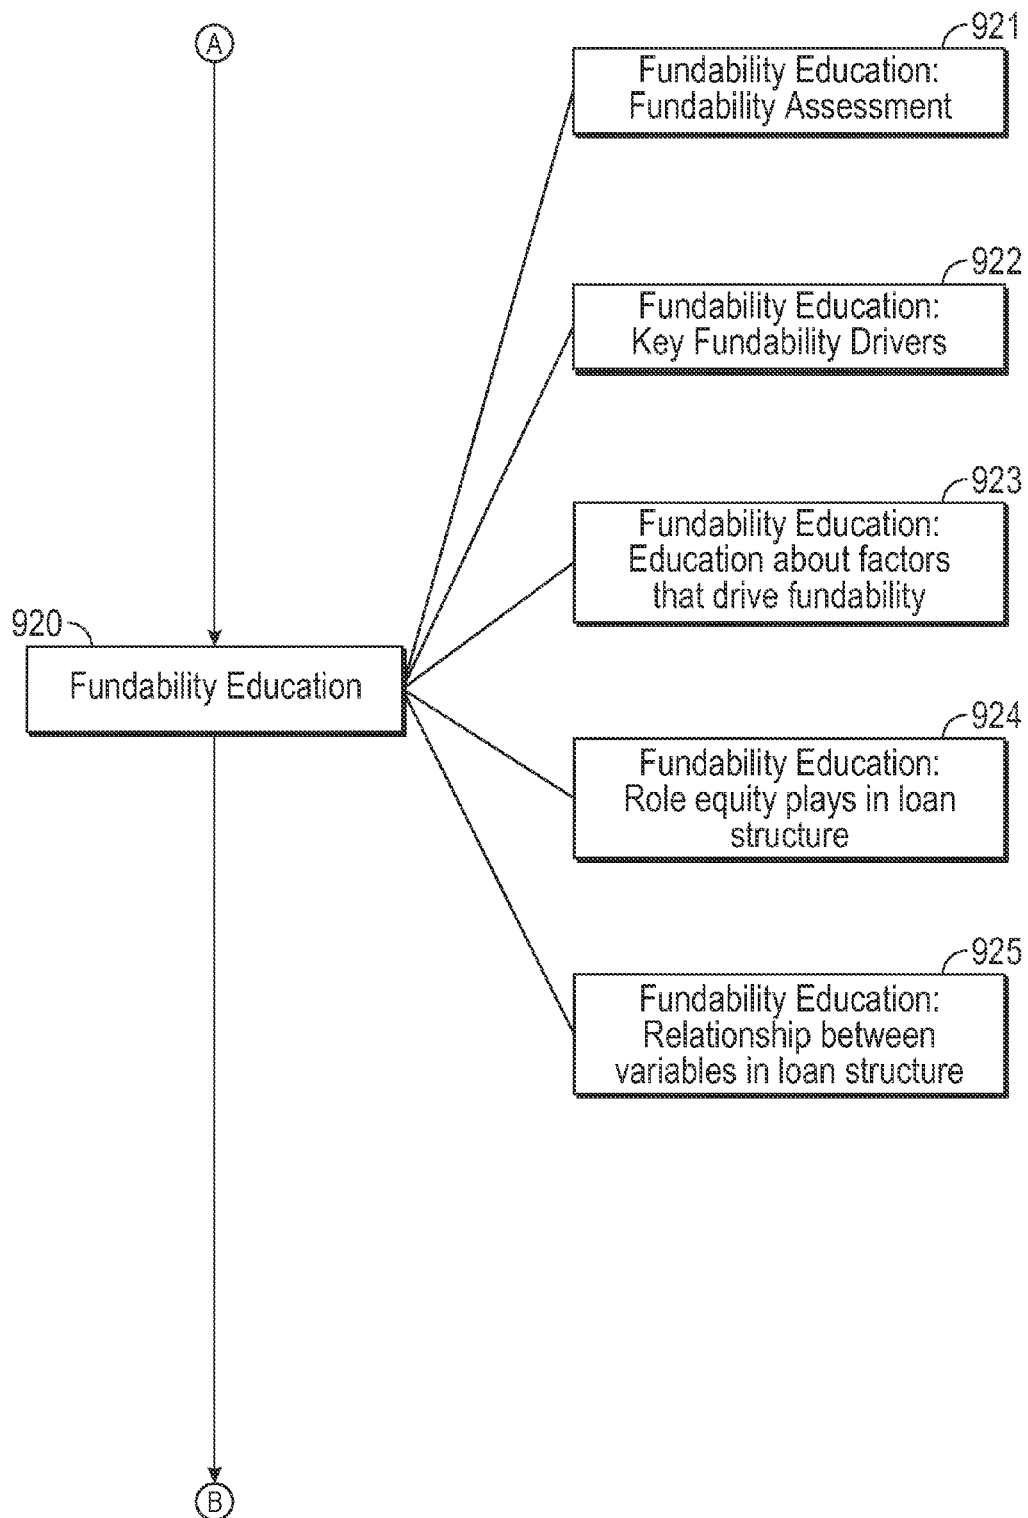 A
921
Fundability Education:
Fundability Assessment
922
Fundability Education:
Key Fundability Drivers
923
Fundability Education:
Education about factors
that drive fundability
920
Fundability Education
924
Fundability Education:
Role equity plays in loan
structure
925
Fundability Education:
Relationship between
variables in loan structure
B